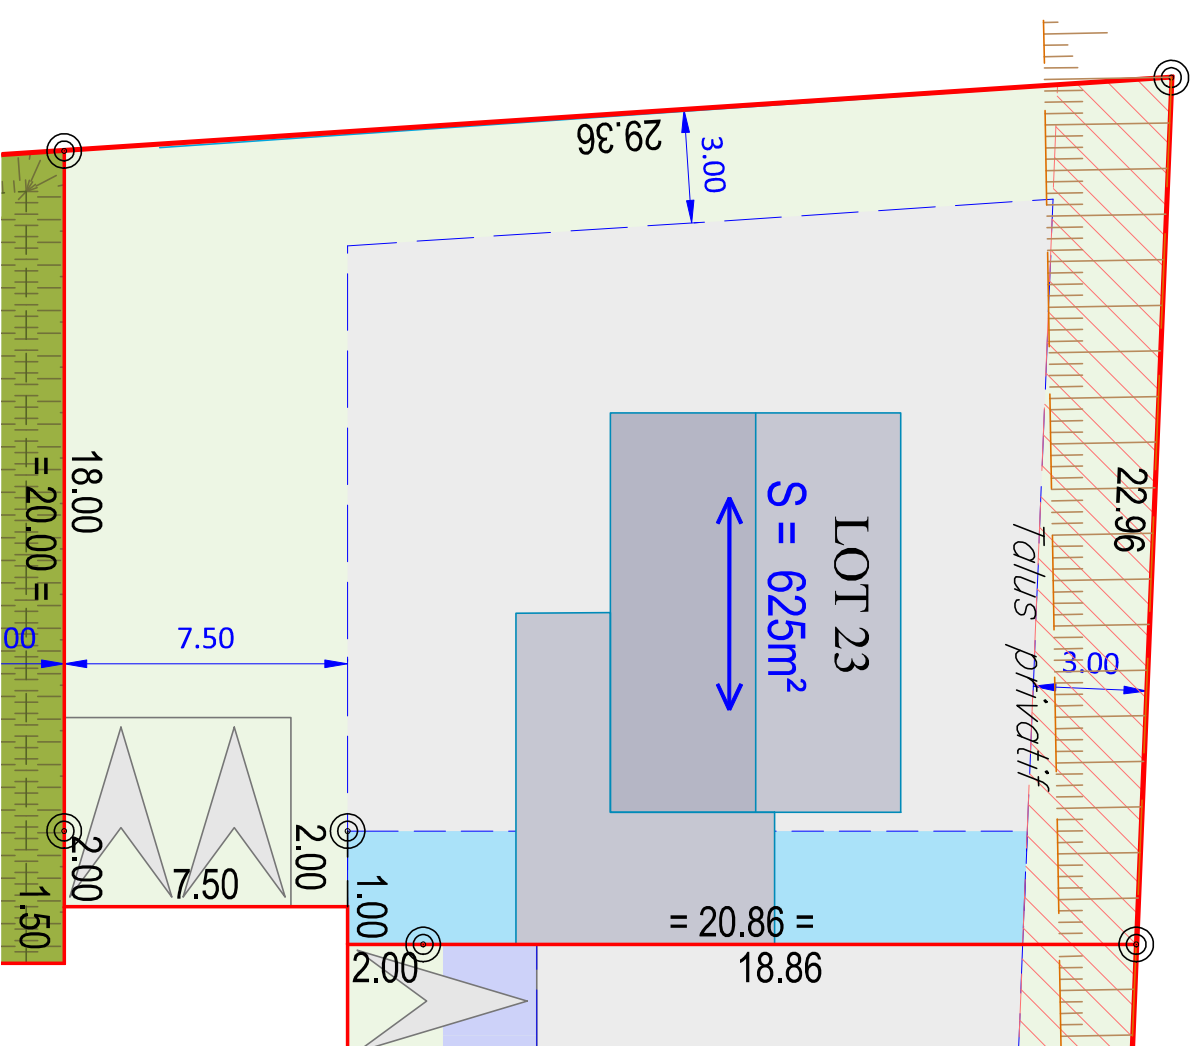 29.36
3.00
18.00
= 20.00 =
22.96
S = 625m²
LOT 23
Talus privatif
00
7.50
3.00
2.00
2.00
7.50
1.50
1.00
= 20.86 =
2.00
18.86